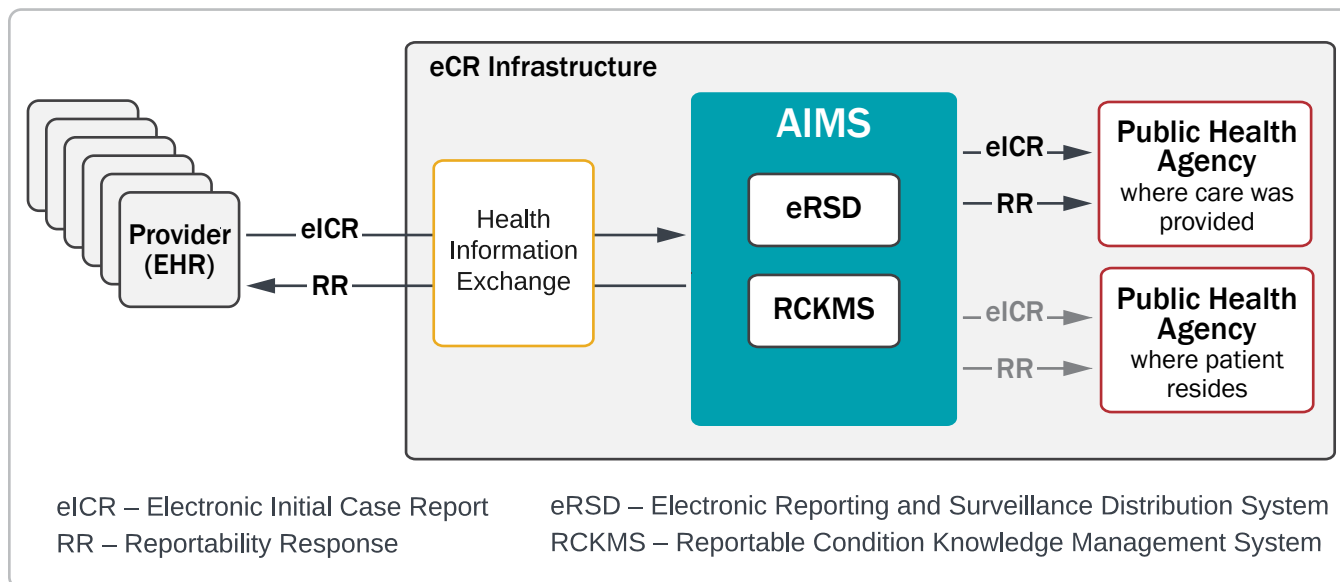 eCR Infrastructure
Provider
(EHR)
eICR
RR
Health
Information
Exchange
AIMS
eRSD
RCKMS
eICR
RR
Public Health
Agency
where care was
provided
eICR
RR
Public Health
Agency
where patient
resides
eICR – Electronic Initial Case Report
RR – Reportability Response
eRSD – Electronic Reporting and Surveillance Distribution System
RCKMS – Reportable Condition Knowledge Management System